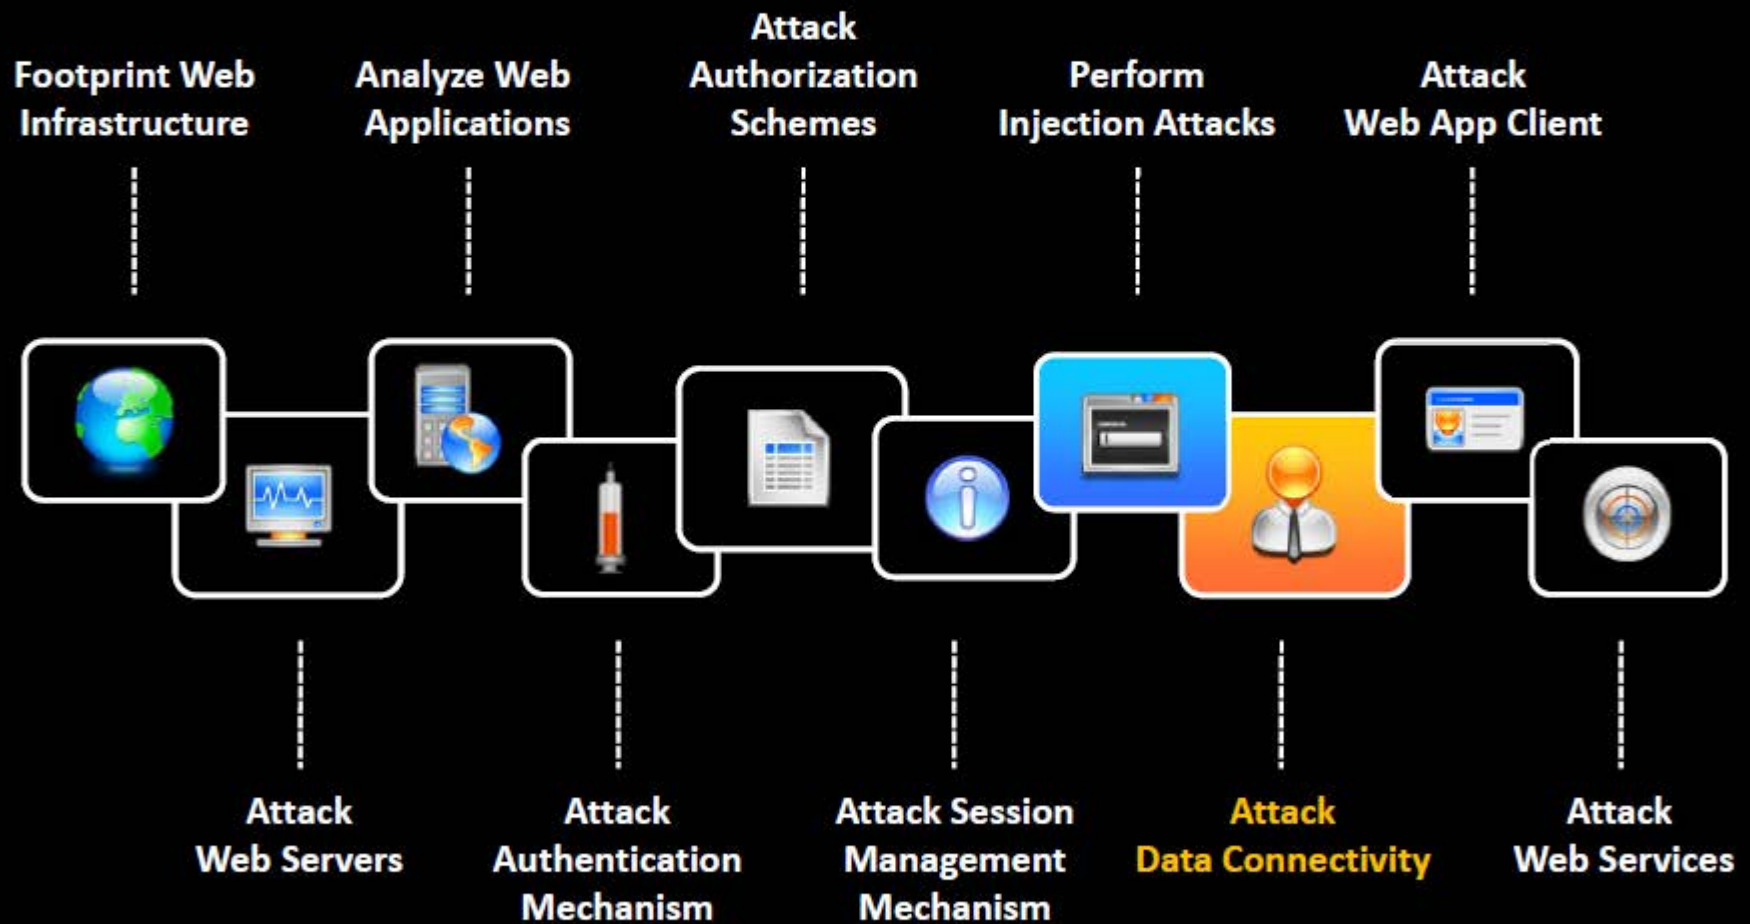 Footprint Web
Infrastructure
Attack
Web Servers
Analyze Web
Applications
Attack
Authentication
Mechanism
Attack
Authorization
Schemes
Attack Session
Management
Mechanism
Perform
Injection Attacks
Attack
Data Connectivity
Attack
Web App Client
Attack
Web Services